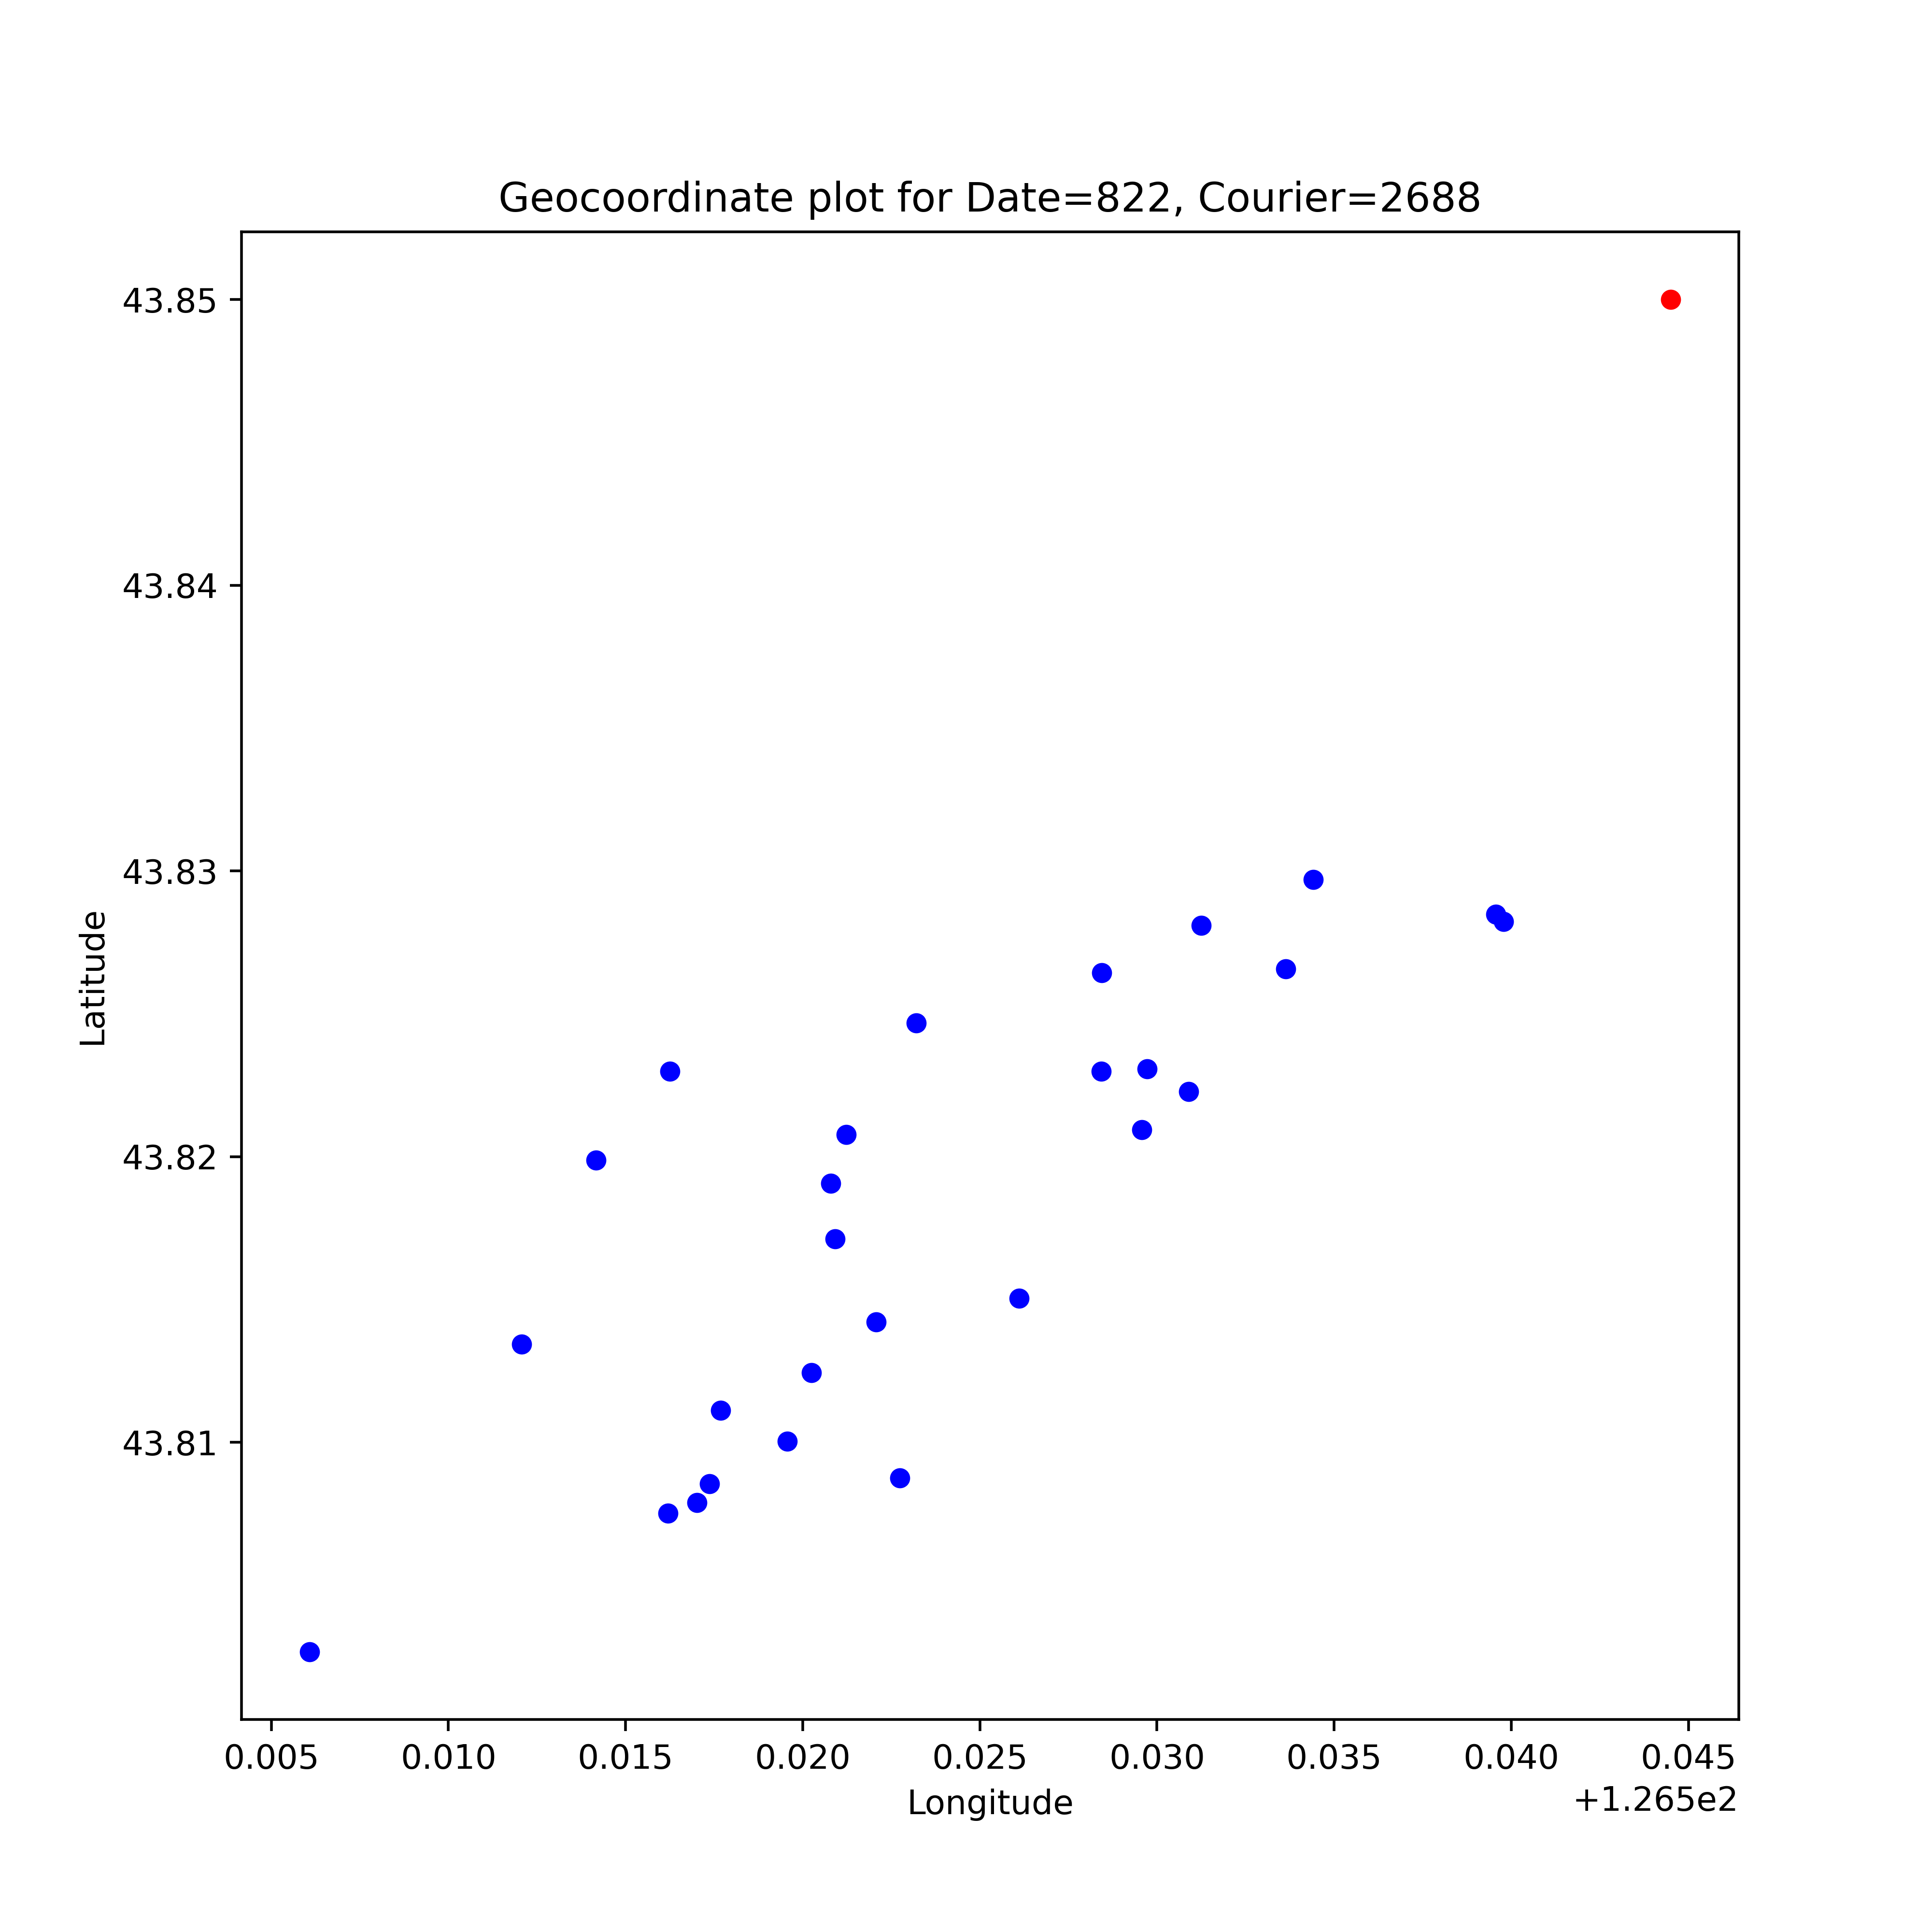 Geocoordinate plot for Date=822, Courier=2688
43.85
43.84
43.83
43.82
43.81
Latitude
0.005 0.010 0.015 0.020 0.025 0.030 0.035 0.040 0.045
Longitude
+1.265e2